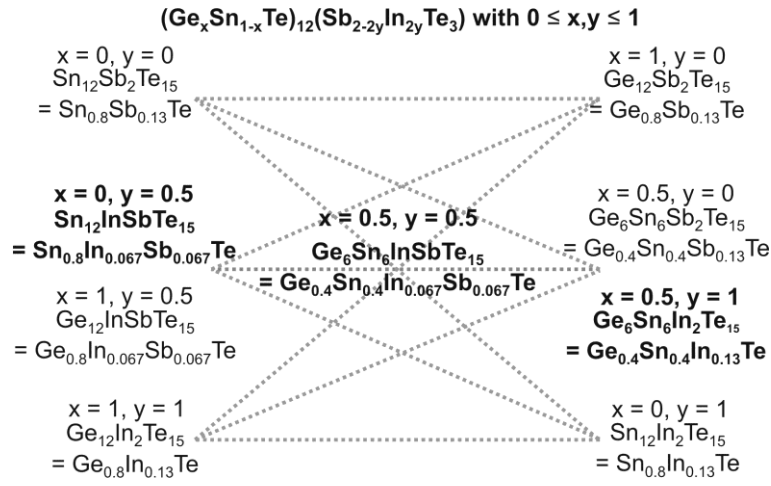 (GeₓSn₁₋ₓTe)₁₂(Sb₂₋₂ᵧIn₂ᵧTe₃) with 0 ≤ x,y ≤ 1
x = 0, y = 0
Sn₁₂Sb₂Te₁₅
= Sn₀.₈Sb₀.₁₃Te
x = 1, y = 0
Ge₁₂Sb₂Te₁₅
= Ge₀.₈Sb₀.₁₃Te
x = 0, y = 0.5
Sn₁₂InSbTe₁₅
= Sn₀.₈In₀.₀₆₇Sb₀.₀₆₇Te
x = 0.5, y = 0.5
Ge₆Sn₆InSbTe₁₅
= Ge₀.₄Sn₀.₄In₀.₀₆₇Sb₀.₀₆₇Te
x = 0.5, y = 0
Ge₆Sn₆Sb₂Te₁₅
= Ge₀.₄Sn₀.₄Sb₀.₁₃Te
x = 1, y = 0.5
Ge₁₂InSbTe₁₅
= Ge₀.₈In₀.₀₆₇Sb₀.₀₆₇Te
x = 0.5, y = 1
Ge₆Sn₆In₂Te₁₅
= Ge₀.₄Sn₀.₄In₀.₁₃Te
x = 1, y = 1
Ge₁₂In₂Te₁₅
= Ge₀.₈In₀.₁₃Te
x = 0, y = 1
Sn₁₂In₂Te₁₅
= Sn₀.₈In₀.₁₃Te